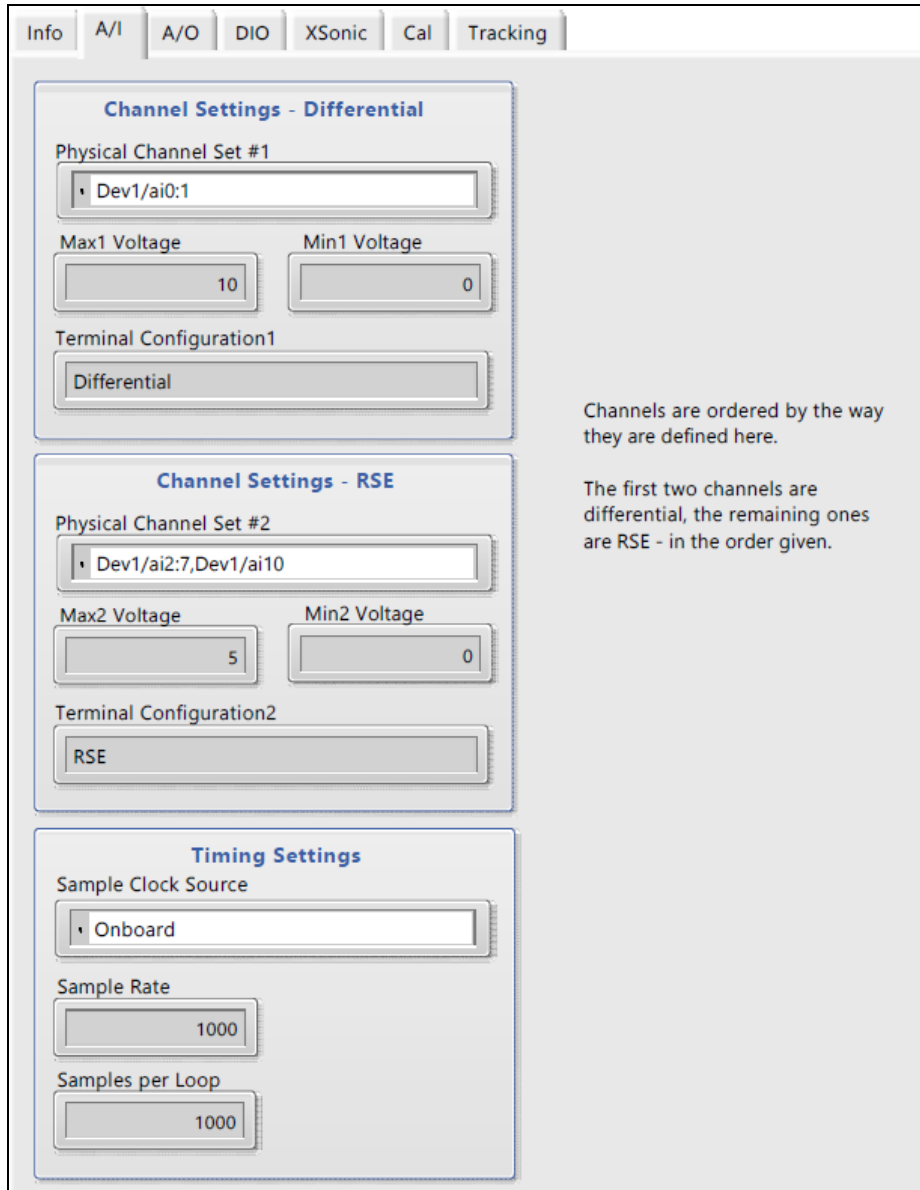 Info A/I A/O DIO XSonic Cal Tracking
Channel Settings - Differential
Physical Channel Set #1
Dev1/ai0:1
Max1 Voltage Min1 Voltage
10 0
Terminal Configuration1
Differential
Channel Settings - RSE
Physical Channel Set #2
Dev1/ai2:7,Dev1/ai10
Max2 Voltage Min2 Voltage
5 0
Terminal Configuration2
RSE
Timing Settings
Sample Clock Source
Onboard
Sample Rate
1000
Samples per Loop
1000
Channels are ordered by the way
they are defined here.
The first two channels are
differential, the remaining ones
are RSE - in the order given.